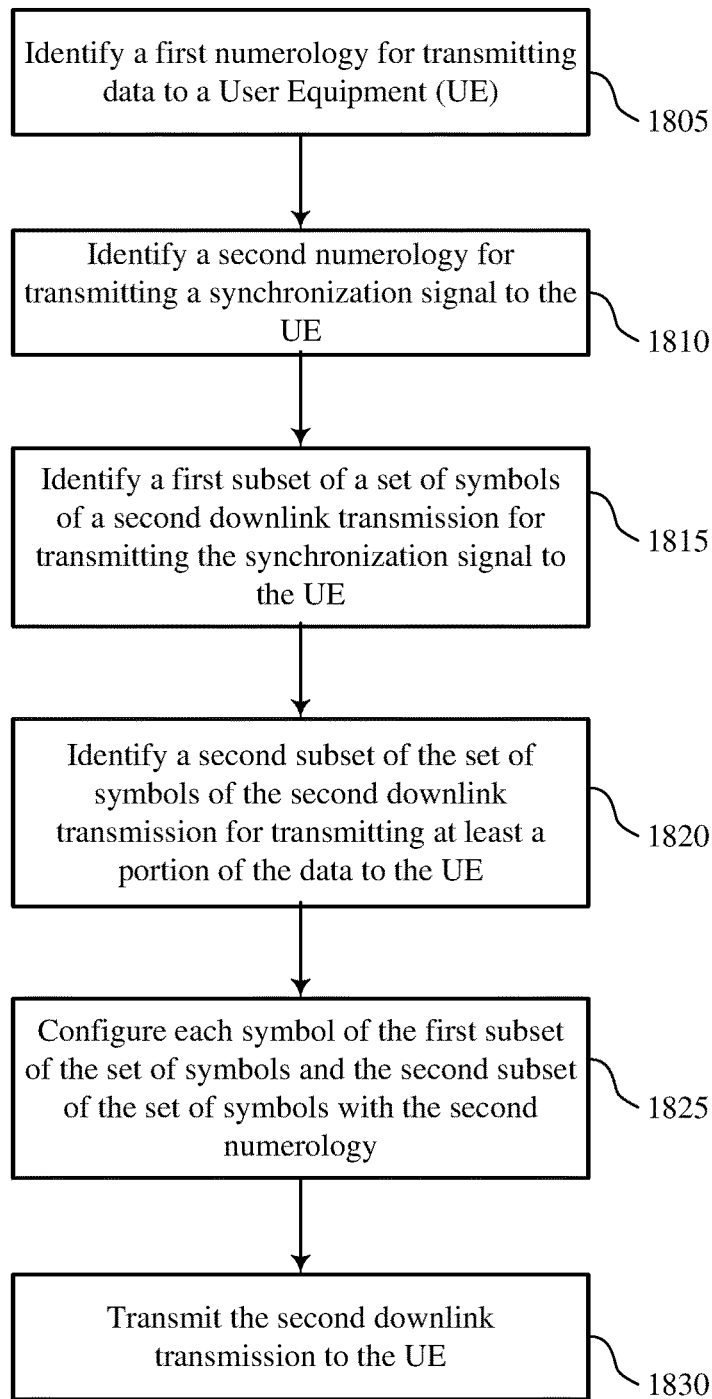 Identify a first numerology for transmitting
data to a User Equipment (UE)
1805
Identify a second numerology for
transmitting a synchronization signal to the
UE
1810
Identify a first subset of a set of symbols
of a second downlink transmission for
transmitting the synchronization signal to
the UE
1815
Identify a second subset of the set of
symbols of the second downlink
transmission for transmitting at least a
portion of the data to the UE
1820
Configure each symbol of the first subset
of the set of symbols and the second subset
of the set of symbols with the second
numerology
1825
Transmit the second downlink
transmission to the UE
1830